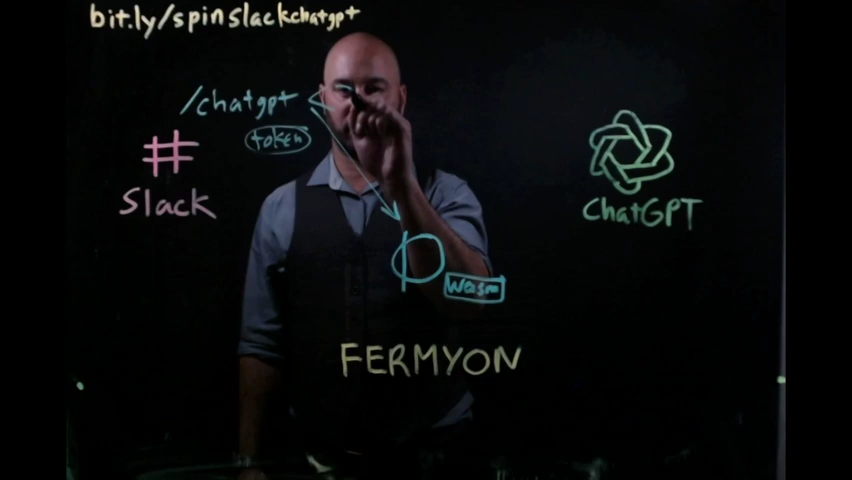 bit.ly/spinslackchatgpt
/chatgpt
token
Slack
ChatGPT
Wasm
FERMYON